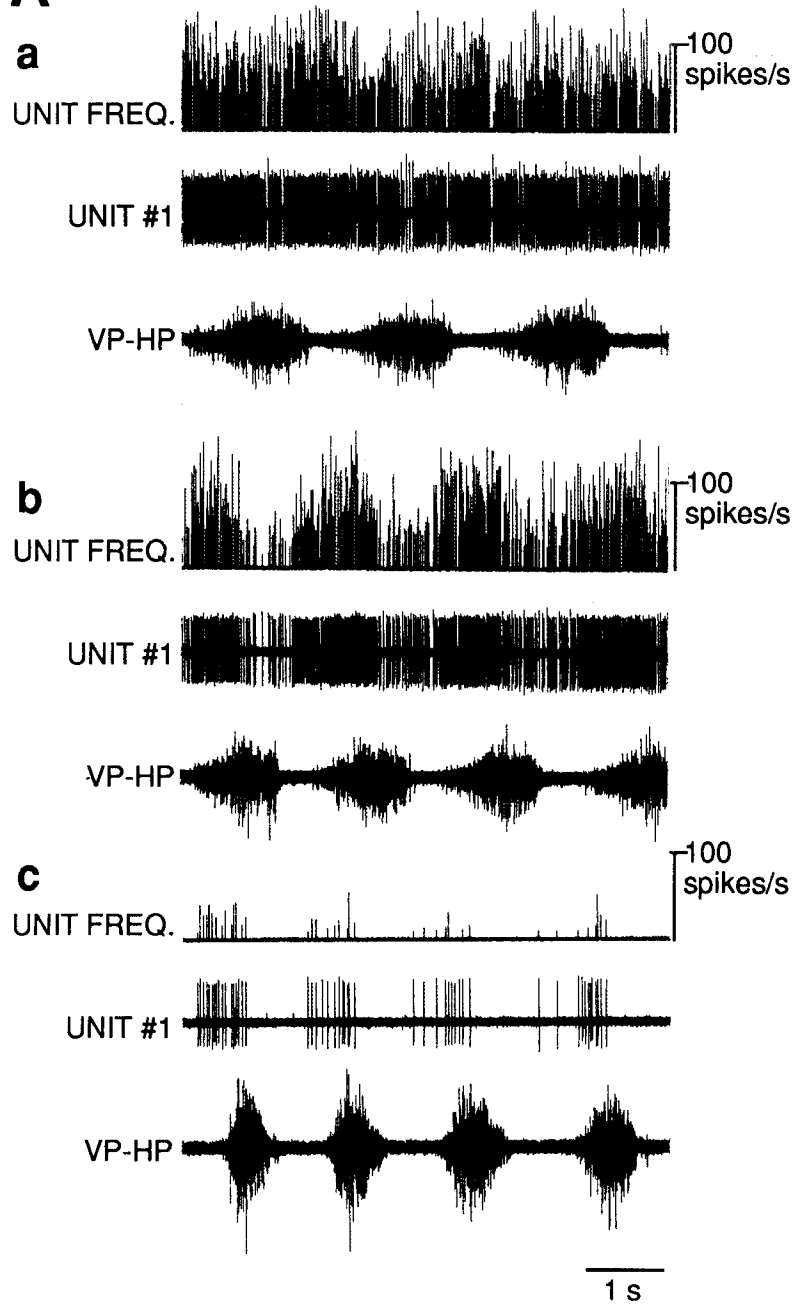 A
a
100
spikes/s
UNIT FREQ.
UNIT #1
VP-HP
b
100
spikes/s
UNIT FREQ.
UNIT #1
VP-HP
c
100
spikes/s
UNIT FREQ.
UNIT #1
VP-HP
1 s